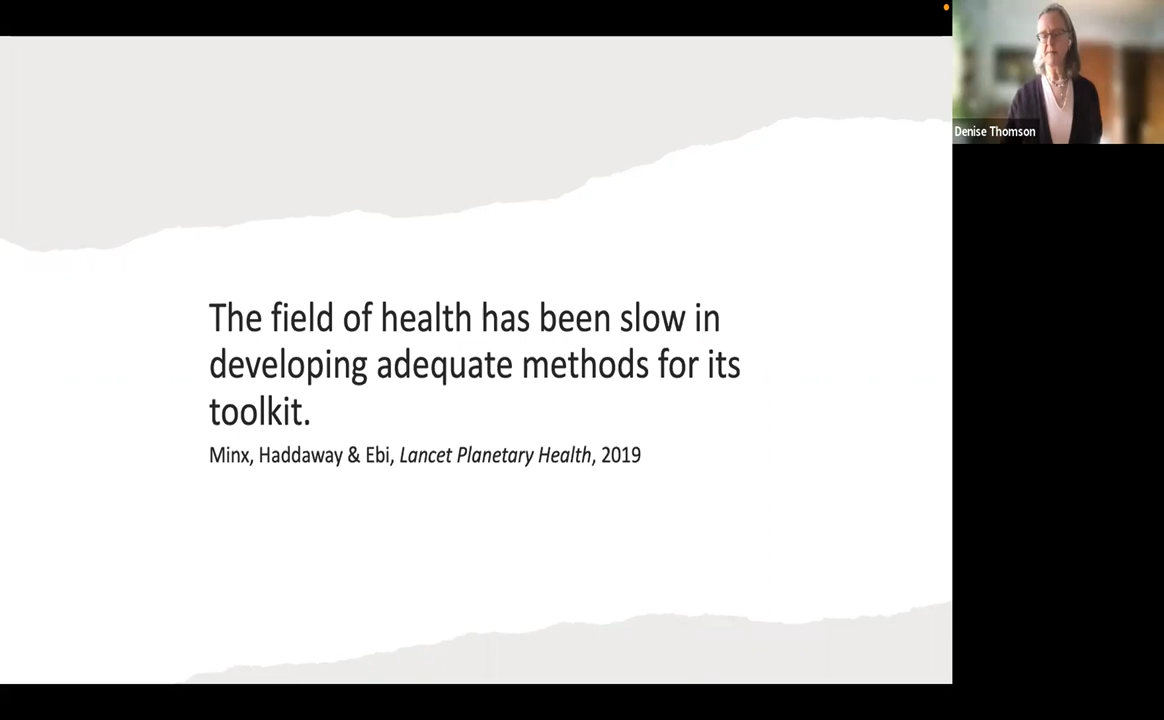 The field of health has been slow in
developing adequate methods for its
toolkit.
Minx, Haddaway & Ebi, Lancet Planetary Health, 2019
Denise Thomson